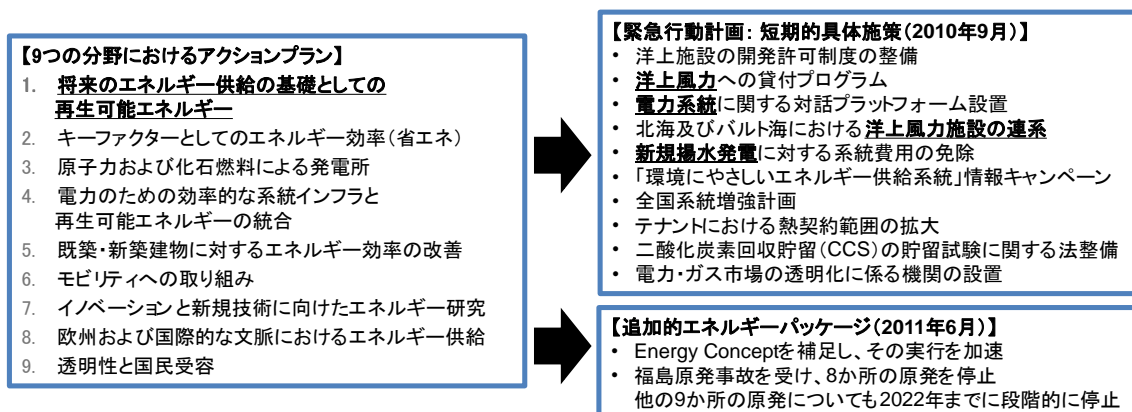 【9つの分野におけるアクションプラン】
1. 将来のエネルギー供給の基礎としての
再生可能エネルギー
2. キーファクターとしてのエネルギー効率(省エネ)
3. 原子力および化石燃料による発電所
4. 電力のための効率的な系統インフラと
再生可能エネルギーの統合
5. 既築・新築建物に対するエネルギー効率の改善
6. モビリティへの取り組み
7. イノベーションと新規技術に向けたエネルギー研究
8. 欧州および国際的な文脈におけるエネルギー供給
9. 透明性と国民受容
【緊急行動計画: 短期的具体施策(2010年9月)】
• 洋上施設の開発許可制度の整備
• 洋上風力への貸付プログラム
• 電力系統に関する対話プラットフォーム設置
• 北海及びバルト海における洋上風力施設の連系
• 新規揚水発電に対する系統費用の免除
• 「環境にやさしいエネルギー供給系統」情報キャンペーン
• 全国系統増強計画
• テナントにおける熱契約範囲の拡大
• 二酸化炭素回収貯留(CCS)の貯留試験に関する法整備
• 電力・ガス市場の透明化に係る機関の設置
【追加的エネルギーパッケージ(2011年6月)】
• Energy Conceptを補足し、その実行を加速
• 福島原発事故を受け、8か所の原発を停止
他の9か所の原発についても2022年までに段階的に停止